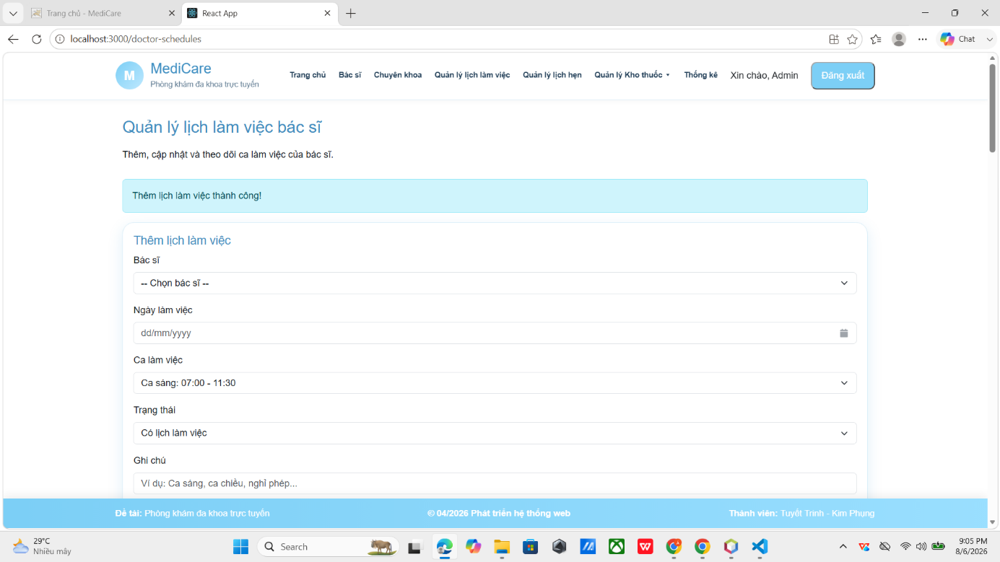 Trang chủ - MediCare
React App
localhost:3000/doctor-schedules
Chat
M
MediCare
Phòng khám đa khoa trực tuyến
Trang chủ
Bác sĩ
Chuyên khoa
Quản lý lịch làm việc
Quản lý lịch hẹn
Quản lý Kho thuốc
Thống kê
Xin chào, Admin
Đăng xuất
Quản lý lịch làm việc bác sĩ
Thêm, cập nhật và theo dõi ca làm việc của bác sĩ.
Thêm lịch làm việc thành công!
Thêm lịch làm việc
Bác sĩ
-- Chọn bác sĩ --
Ngày làm việc
dd/mm/yyyy
Ca làm việc
Ca sáng: 07:00 - 11:30
Trạng thái
Có lịch làm việc
Ghi chú
Ví dụ: Ca sáng, ca chiều, nghỉ phép...
Đề tài: Phòng khám đa khoa trực tuyến
© 04/2026 Phát triển hệ thống web
Thành viên: Tuyết Trinh - Kim Phụng
29°C
Nhiều mây
Search
9:05 PM
8/6/2026